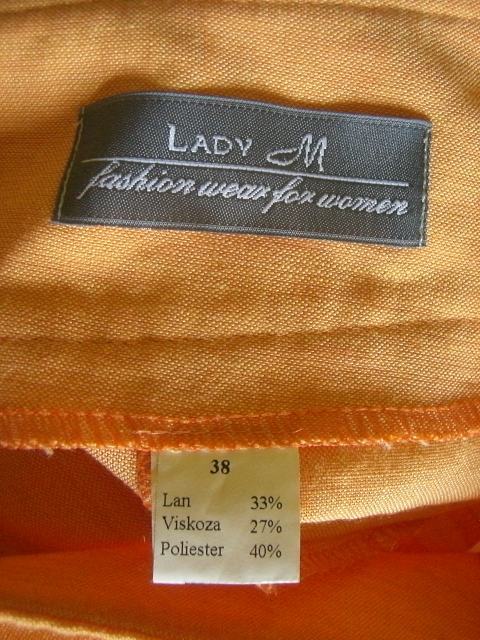 LADY M
fashion wear for women
38
Lan 33%
Viskoza 27%
Poliester 40%